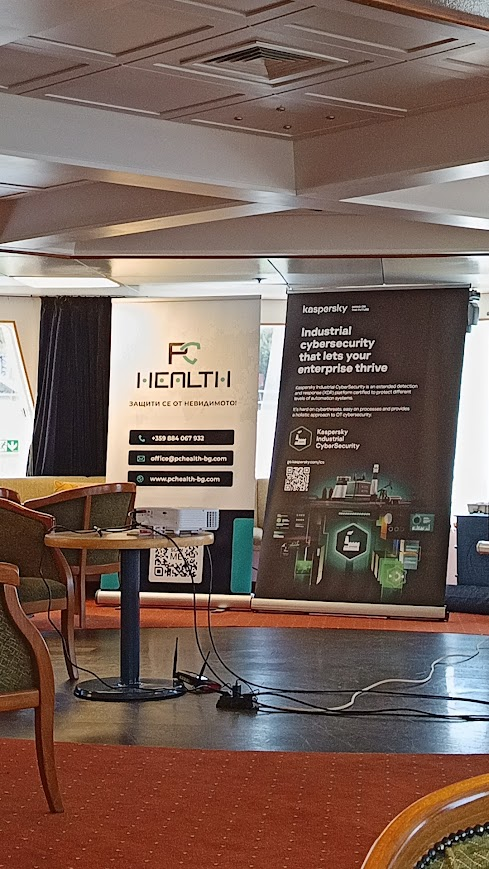 PC
HEALTH
ЗАЩИТИ СЕ ОТ НЕВИДИМОТО!
+359 884 067 932
office@pchealth-bg.com
www.pchealth-bg.com
kaspersky
Industrial
cybersecurity
that lets your
enterprise thrive
Kaspersky Industrial CyberSecurity is an extended detection
and response (XDR) platform certified to protect different
levels of automation systems.
It's hard on cyberthreats, easy on processes and provides
a holistic approach to OT cybersecurity.
Kaspersky
Industrial
CyberSecurity